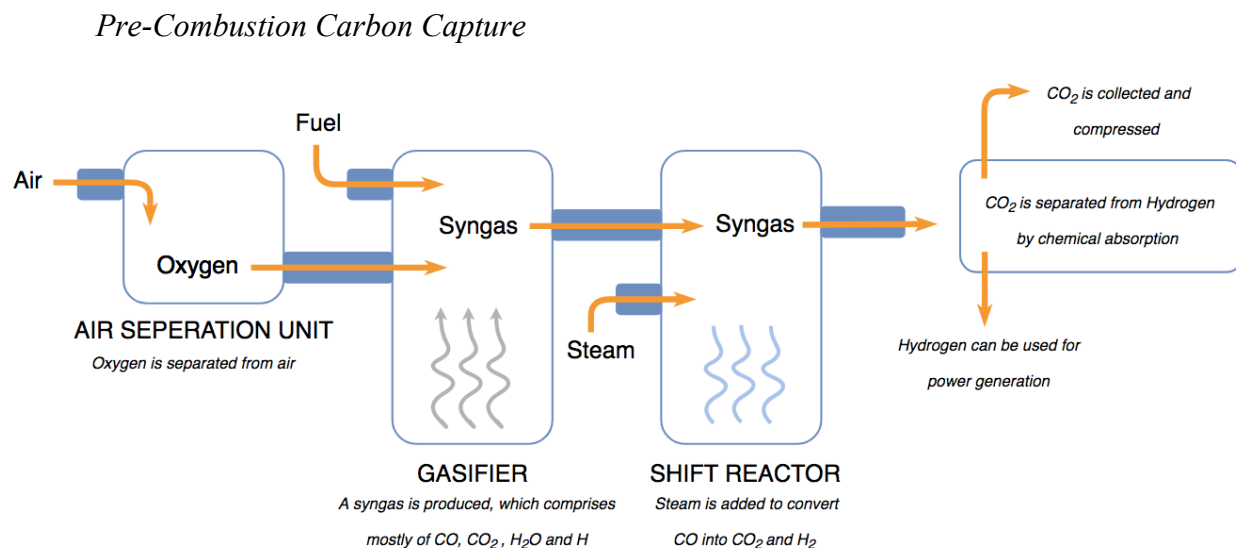 Pre-Combustion Carbon Capture
Air
Oxygen
AIR SEPERATION UNIT
Oxygen is separated from air
Fuel
Syngas
GASIFIER
A syngas is produced, which comprises
mostly of CO, CO₂ , H₂O and H
Steam
Syngas
SHIFT REACTOR
Steam is added to convert
CO into CO₂ and H₂
CO₂ is collected and
compressed
CO₂ is separated from Hydrogen
by chemical absorption
Hydrogen can be used for
power generation